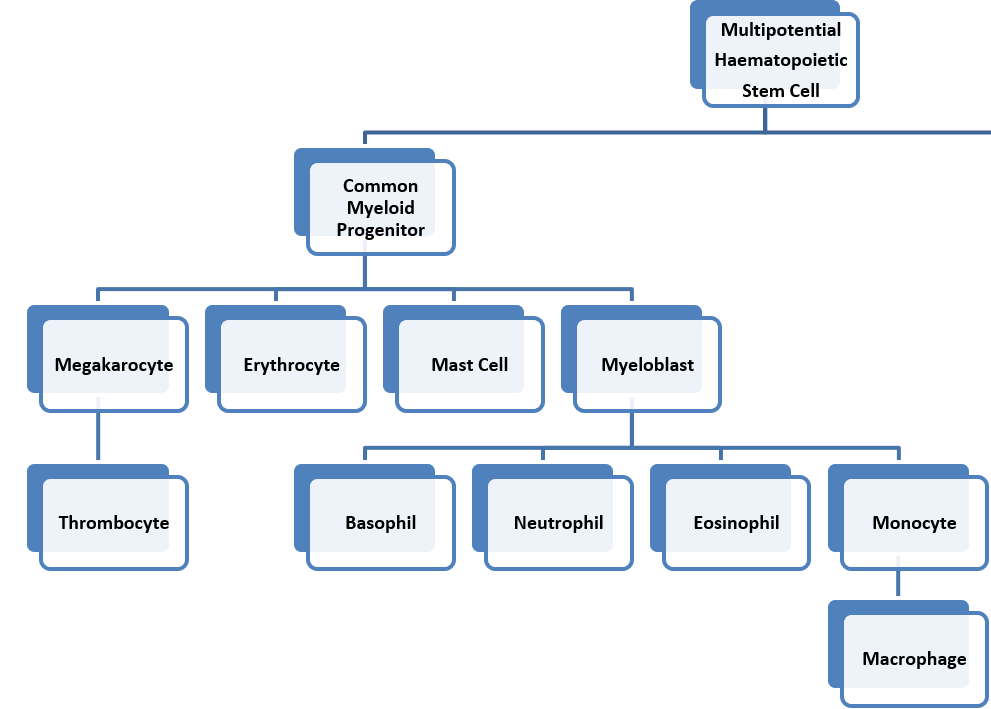 Multipotential
Haematopoietic
Stem Cell
Common
Myeloid
Progenitor
Megakarocyte
Erythrocyte
Mast Cell
Myeloblast
Thrombocyte
Basophil
Neutrophil
Eosinophil
Monocyte
Macrophage